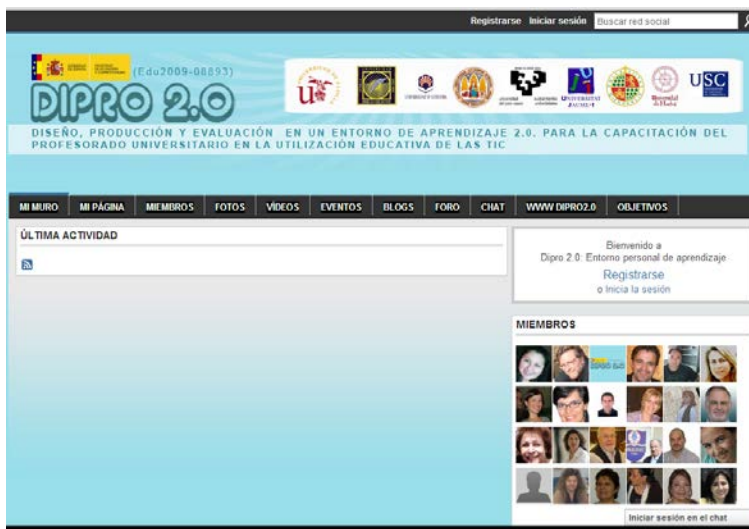 Registrarse Iniciar sesión Buscar red social
(Edu2009-08893)
DIPRO 2.0
USC
DISEÑO, PRODUCCIÓN Y EVALUACIÓN EN UN ENTORNO DE APRENDIZAJE 2.0. PARA LA CAPACITACIÓN DEL
PROFESORADO UNIVERSITARIO EN LA UTILIZACIÓN EDUCATIVA DE LAS TIC
MI MURO MI PÁGINA MIEMBROS FOTOS VÍDEOS EVENTOS BLOGS FORO CHAT WWW DIPRO2.0 OBJETIVOS
ÚLTIMA ACTIVIDAD
Bienvenido a
Dipro 2.0: Entorno personal de aprendizaje
Registrarse
o Inicia la sesión
MIEMBROS
Iniciar sesión en el chat